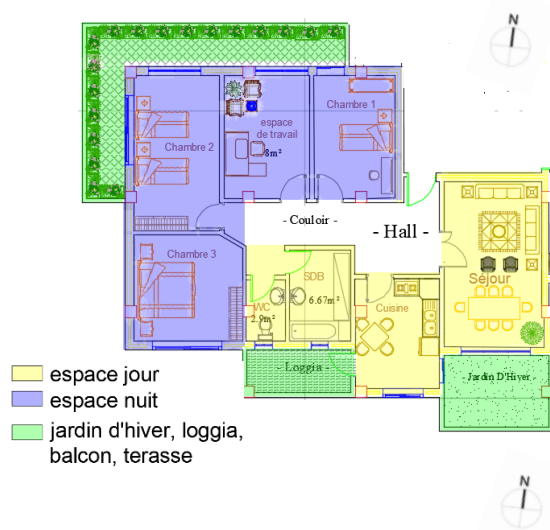 N
Chambre 1
espace
de travail
8m²
Chambre 2
- Couloir -
- Hall -
Chambre 3
SDB
6.67m²
Séjour
WC
2.9m²
Cuisine
- Loggia -
- Jardin D'Hiver
espace jour
espace nuit
jardin d'hiver, loggia,
balcon, terasse
N